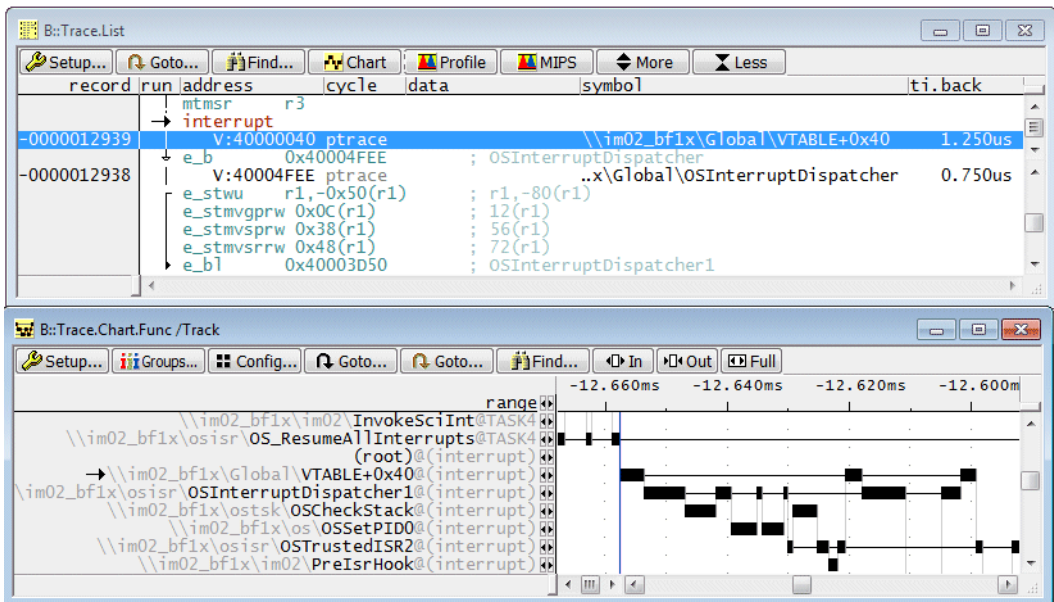 B::Trace.List
Setup... Goto... Find... Chart Profile MIPS More Less
record run address cycle data symbol ti.back
mtmsr r3
interrupt
-0000012939 V:40000040 ptrace \\im02_bf1x\Global\VTABLE+0x40 1.250us
e_b 0x40004FEE ; OSInterruptDispatcher
-0000012938 V:40004FEE ptrace ..x\Global\OSInterruptDispatcher 0.750us
e_stwu r1,-0x50(r1) ; r1,-80(r1)
e_stmvgprw 0x0C(r1) ; 12(r1)
e_stmvsprw 0x38(r1) ; 56(r1)
e_stmvsrrw 0x48(r1) ; 72(r1)
e_bl 0x40003D50 ; OSInterruptDispatcher1
B::Trace.Chart.Func /Track
Setup... Groups... Config... Goto... Goto... Find... In Out Full
-12.660ms -12.640ms -12.620ms -12.600m
range
\\im02_bf1x\im02\InvokeSciInt@TASK4
\\im02_bf1x\osisr\OS_ResumeAllInterrupts@TASK4
(root)@(interrupt)
\\im02_bf1x\Global\VTABLE+0x40@(interrupt)
\im02_bf1x\osisr\OSInterruptDispatcher1@(interrupt)
\\im02_bf1x\ostsk\OSCheckStack@(interrupt)
\\im02_bf1x\os\OSSetPID0@(interrupt)
\\im02_bf1x\osisr\OSTrustedISR2@(interrupt)
\\im02_bf1x\im02\PreIsrHook@(interrupt)